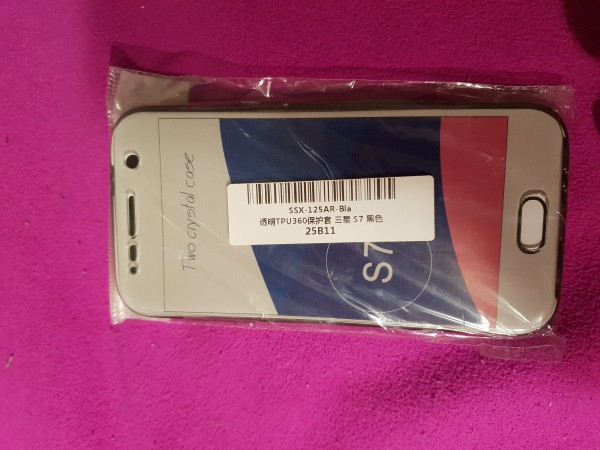 Two crystal case
SSX-125AR-Bla
透明TPU360保护套 三星 S7 黑色
25B11
S7